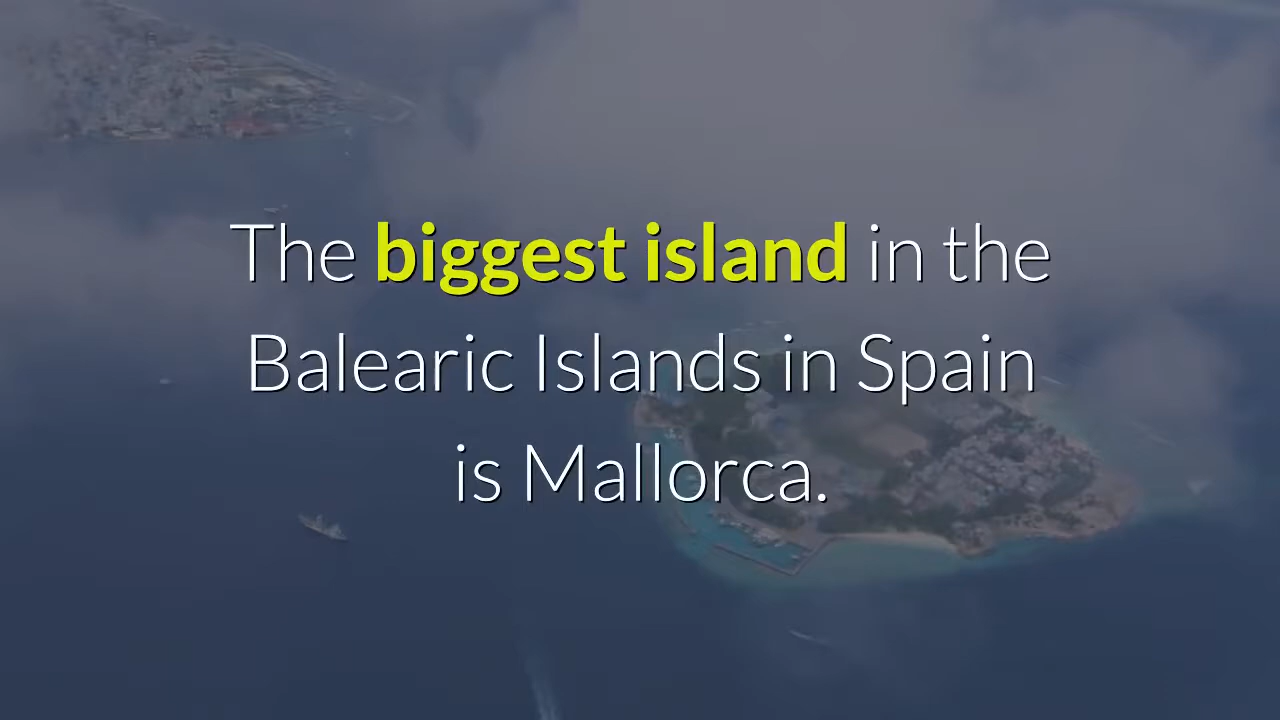 The biggest island in the
Balearic Islands in Spain
is Mallorca.